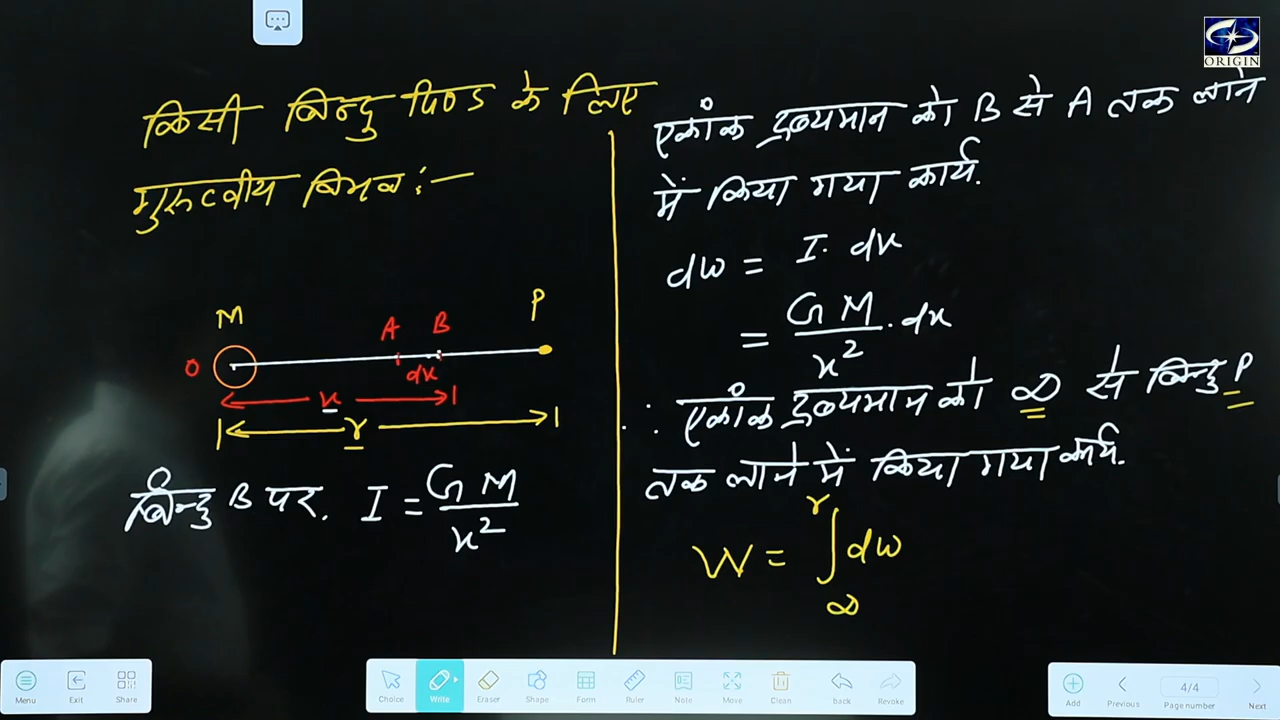 ORIGIN
किसी बिन्दु पिण्ड के लिए
गुरुत्वीय विभव :—
M
A B P
O
dx
x
r
बिन्दु B पर. I = GM/x²
एकांक द्रव्यमान को B से A तक लाने
में किया गया कार्य.
dw = I. dx
= GM/x² . dx
∴ एकांक द्रव्यमान को ∞ से बिन्दु P
तक लाने में किया गया कार्य.
W = ∫ dw
r
∞
Menu Exit Share
Choice Write Eraser Shape Form Ruler Note Move Clean Undo Revoke
Add Previous 4/4 Page number Next